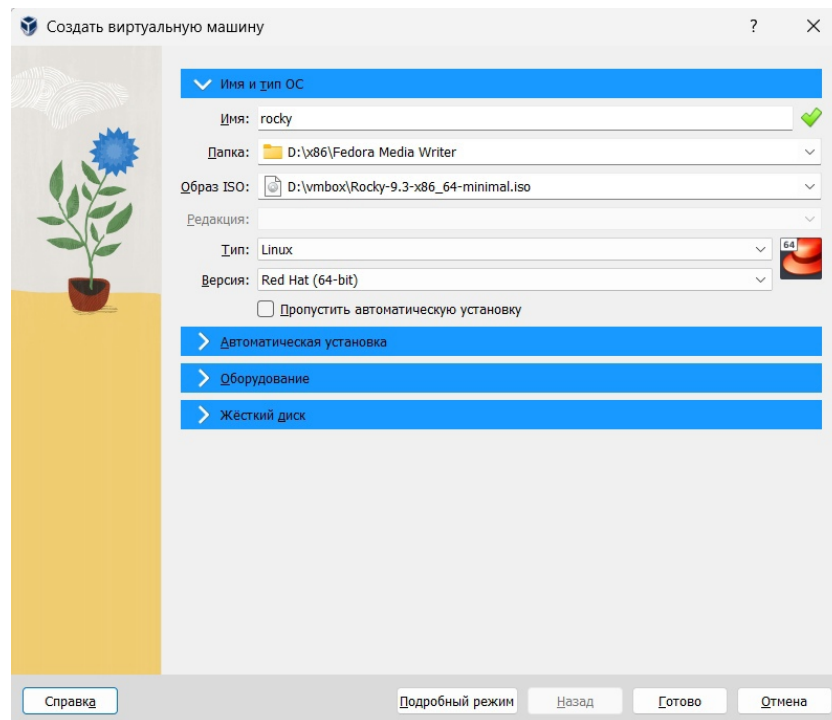 Создать виртуальную машину ?
Имя и тип ОС
Имя: rocky
Папка: D:\x86\Fedora Media Writer
Образ ISO: D:\vmbox\Rocky-9.3-x86_64-minimal.iso
Редакция:
Тип: Linux
64
Версия: Red Hat (64-bit)
Пропустить автоматическую установку
Автоматическая установка
Оборудование
Жёсткий диск
Справка Подробный режим Назад Готово Отмена